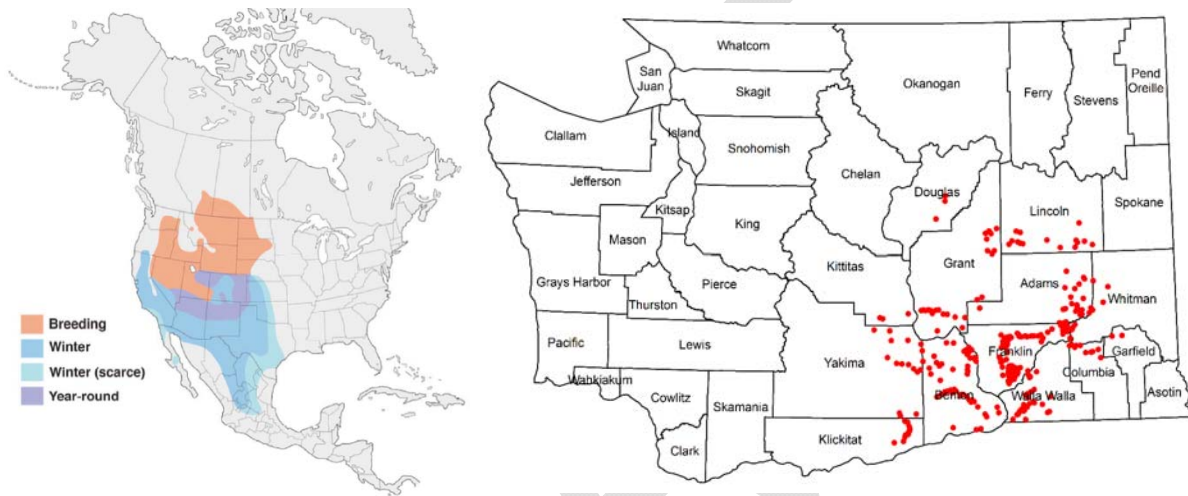 Breeding
Winter
Winter (scarce)
Year-round
Whatcom
San
Juan
Skagit
Okanogan
Ferry
Stevens
Pend
Oreille
Clallam
Island
Snohomish
Chelan
Douglas
Jefferson
Kitsap
King
Lincoln
Spokane
Mason
Kittitas
Grant
Grays Harbor
Pierce
Adams
Whitman
Thurston
Pacific
Lewis
Yakima
Franklin
Garfield
Columbia
Wahkiakum
Cowlitz
Skamania
Benton
Walla Walla
Asotin
Klickitat
Clark